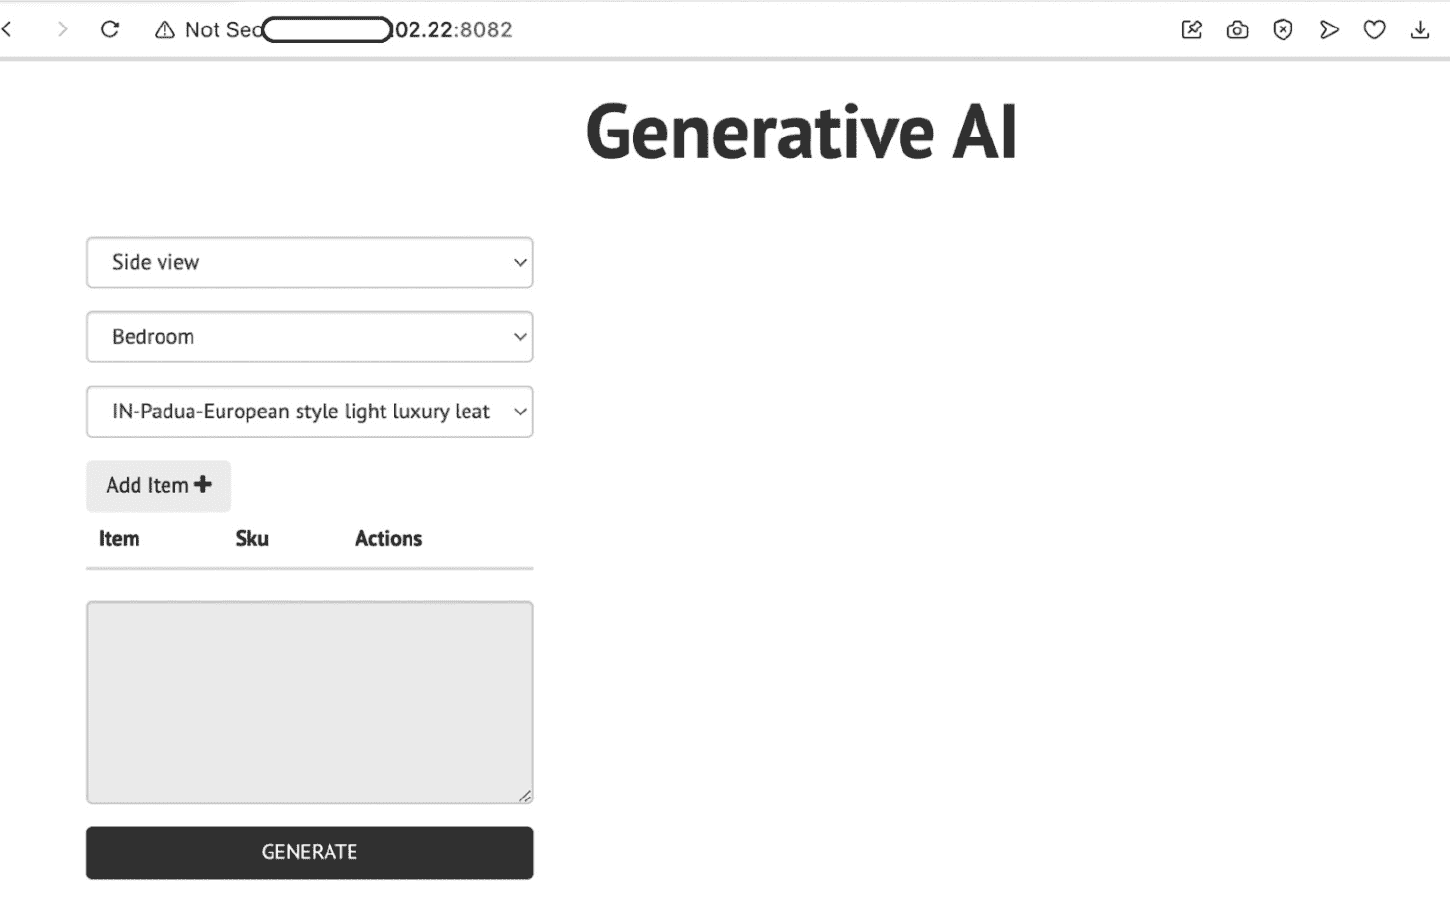 Not Sec 02.22:8082
Generative AI
Side view
Bedroom
IN-Padua-European style light luxury leat
Add Item
Item Sku Actions
GENERATE